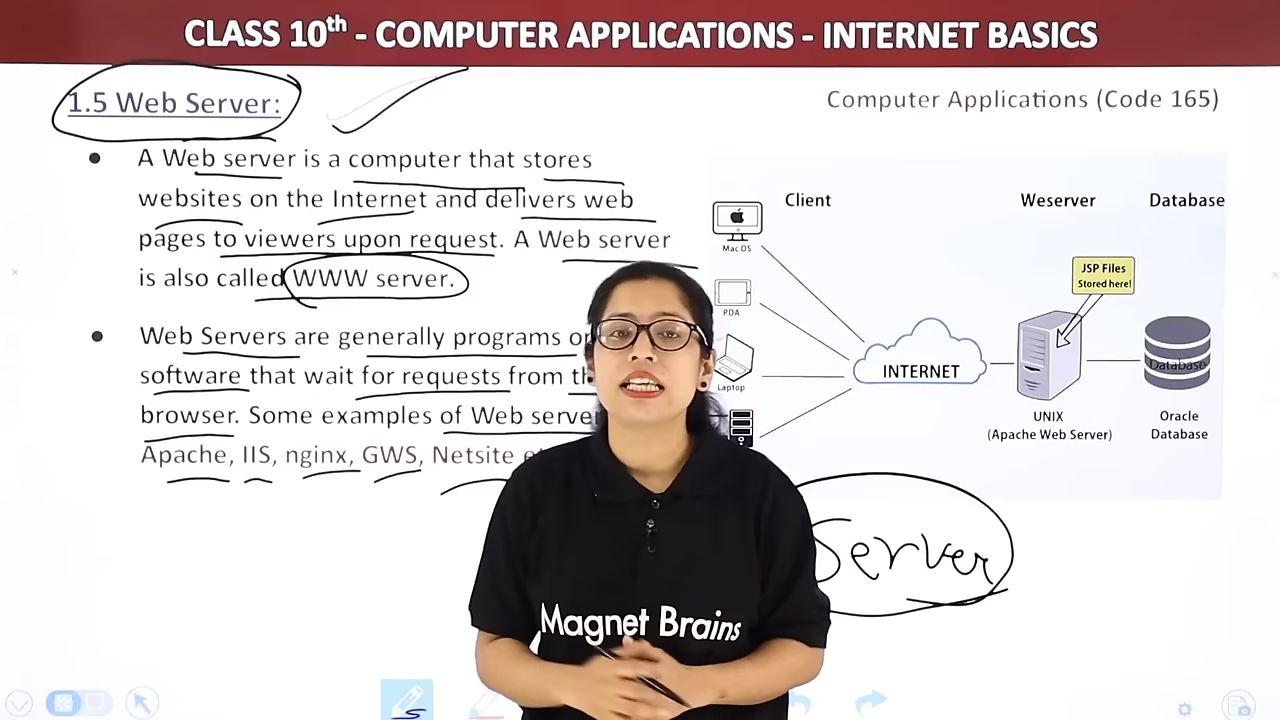 CLASS 10th - COMPUTER APPLICATIONS - INTERNET BASICS
1.5 Web Server:
Computer Applications (Code 165)
● A Web server is a computer that stores
websites on the Internet and delivers web
pages to viewers upon request. A Web server
is also called WWW server.
● Web Servers are generally programs
software that wait for requests from
browser. Some examples of Web
Apache, IIS, nginx, GWS, Netsite
Client
Weserver
Database
Mac OS
PDA
Laptop
INTERNET
JSP Files
Stored here!
Database
UNIX
(Apache Web Server)
Oracle
Database
Server
Magnet Brains